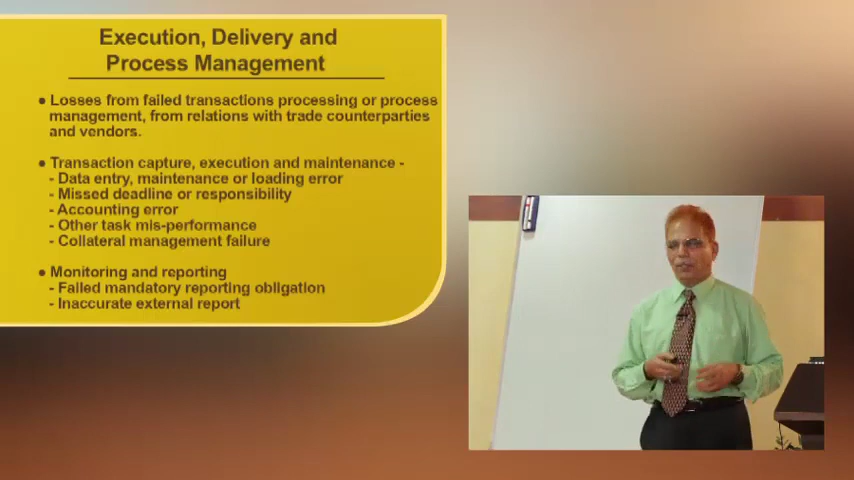 Execution, Delivery and
Process Management
● Losses from failed transactions processing or process
management, from relations with trade counterparties
and vendors.
● Transaction capture, execution and maintenance -
- Data entry, maintenance or loading error
- Missed deadline or responsibility
- Accounting error
- Other task mis-performance
- Collateral management failure
● Monitoring and reporting
- Failed mandatory reporting obligation
- Inaccurate external report